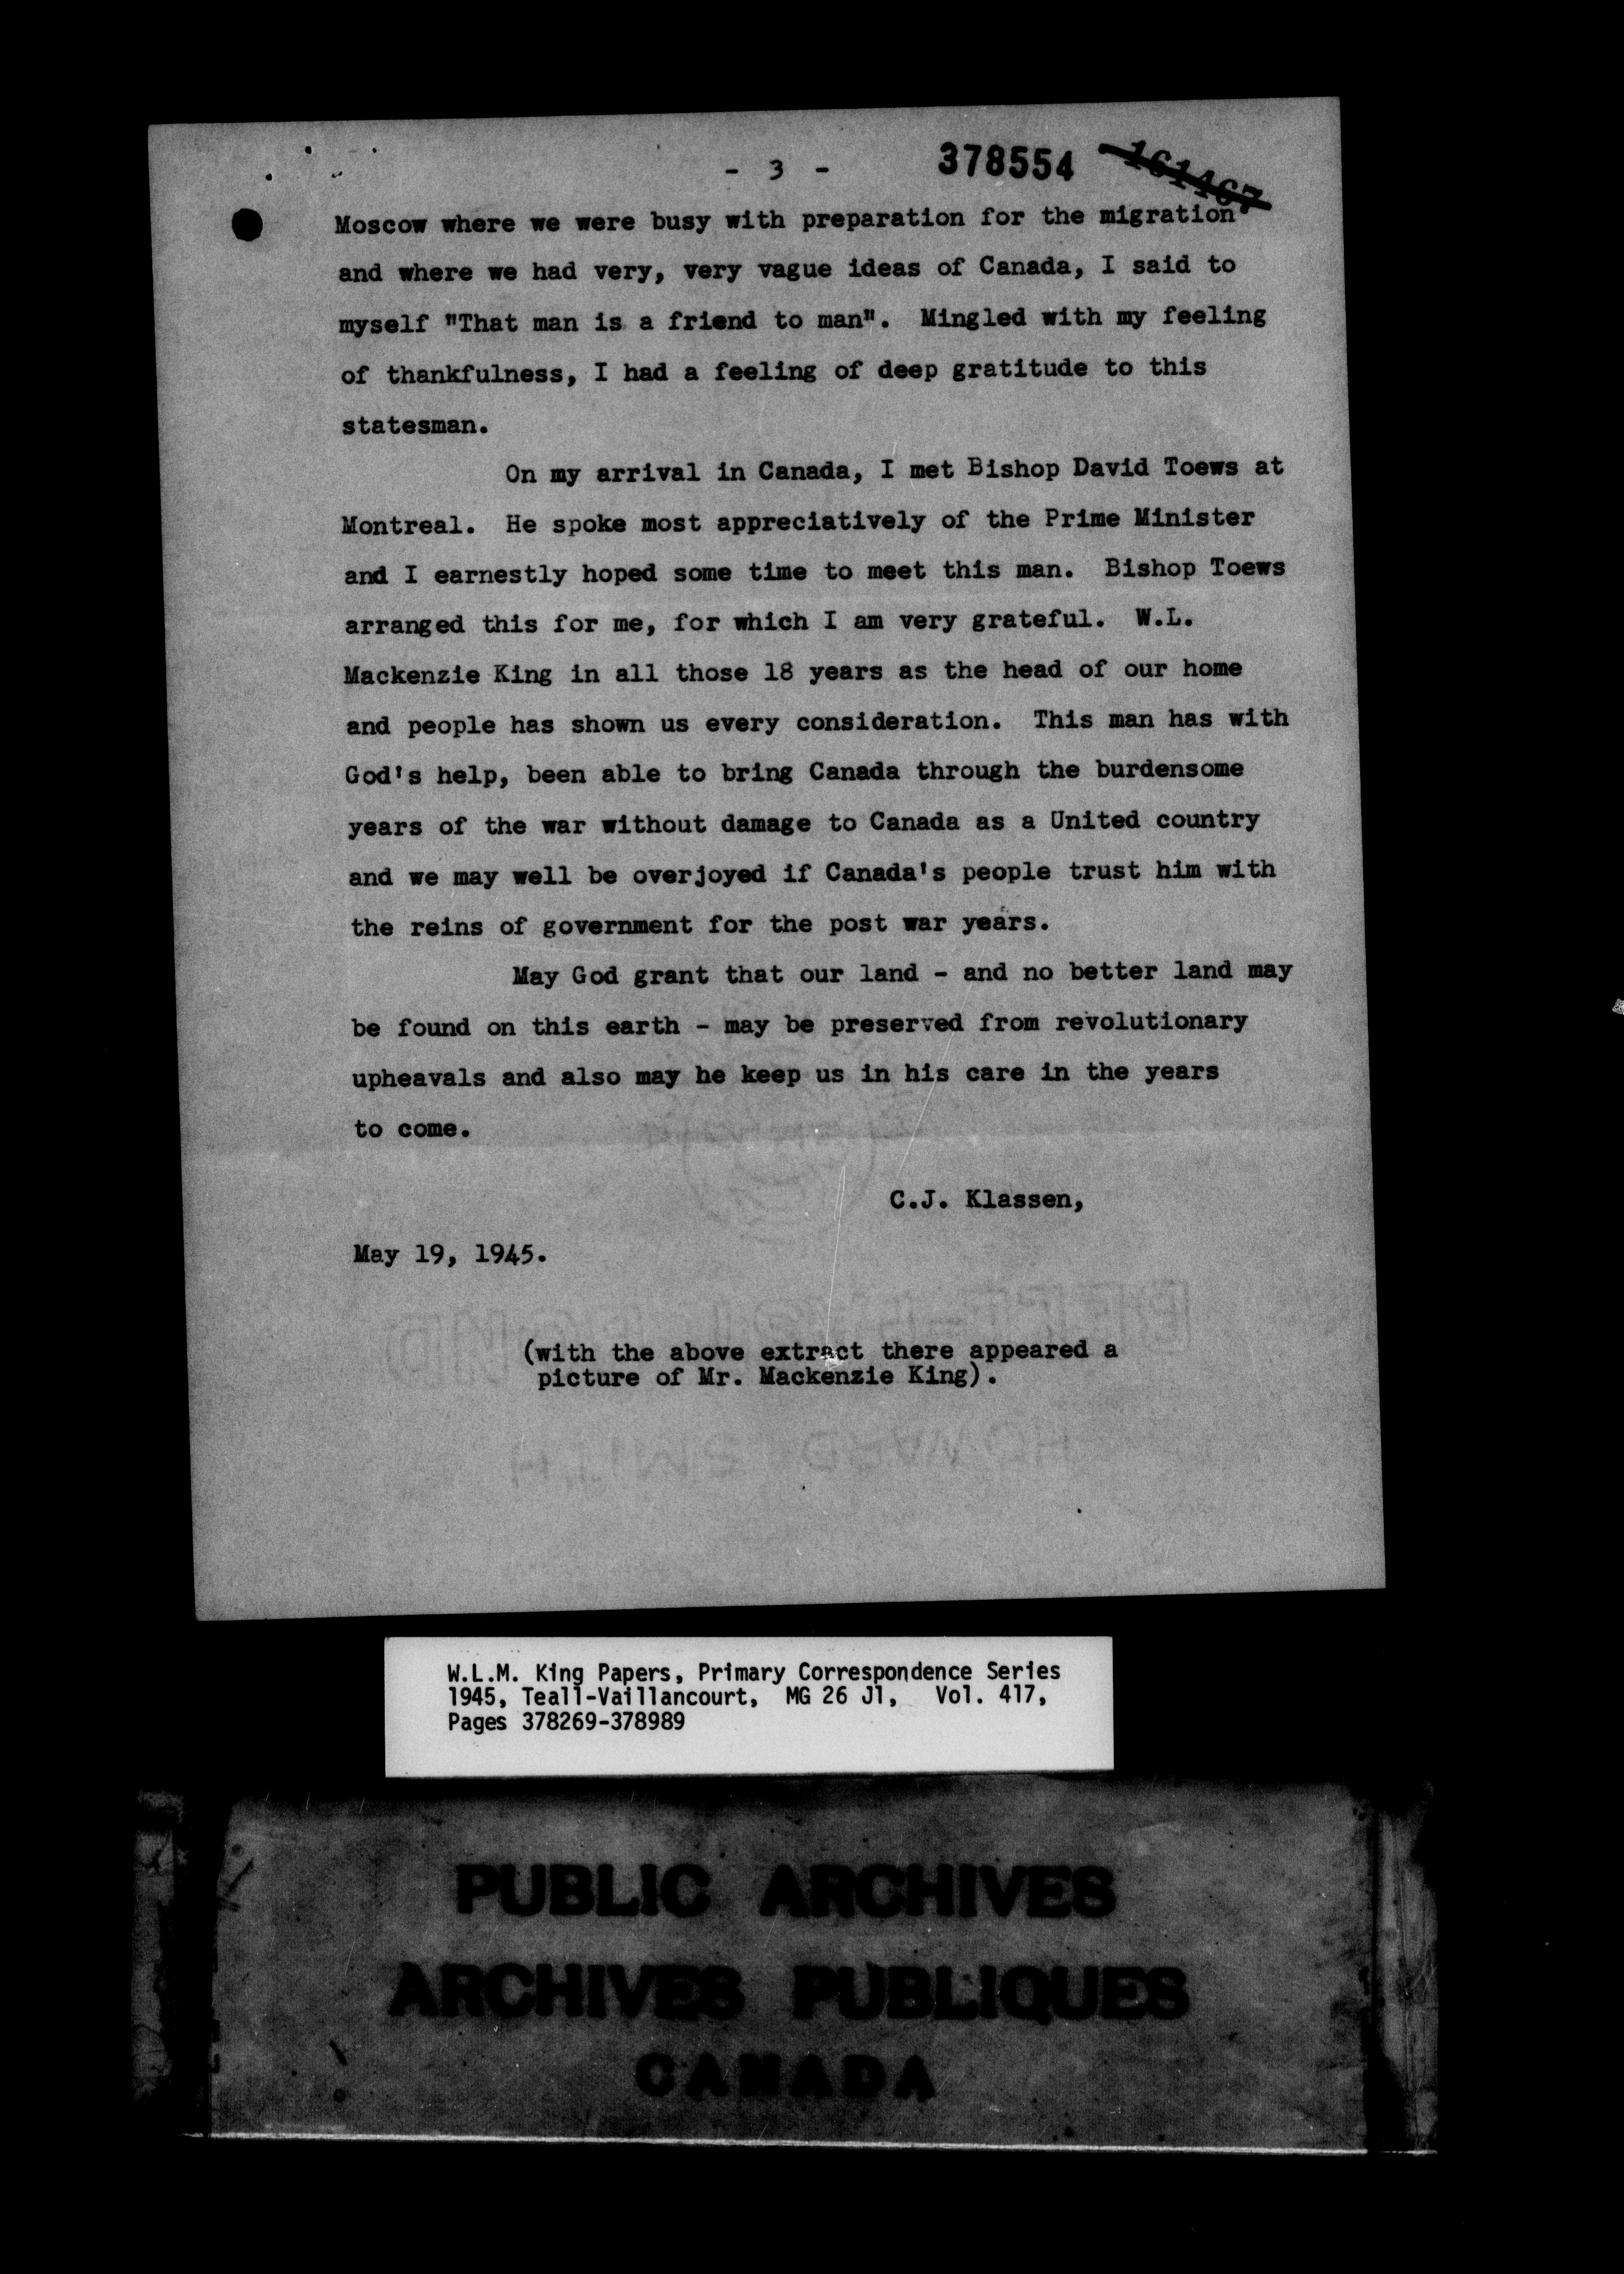 - 3 -
378554
161467
Moscow where we were busy with preparation for the migration
and where we had very, very vague ideas of Canada, I said to
myself "That man is a friend to man". Mingled with my feeling
of thankfulness, I had a feeling of deep gratitude to this
statesman.
On my arrival in Canada, I met Bishop David Toews at
Montreal. He spoke most appreciatively of the Prime Minister
and I earnestly hoped some time to meet this man. Bishop Toews
arranged this for me, for which I am very grateful. W.L.
Mackenzie King in all those 18 years as the head of our home
and people has shown us every consideration. This man has with
God's help, been able to bring Canada through the burdensome
years of the war without damage to Canada as a United country
and we may well be overjoyed if Canada's people trust him with
the reins of government for the post war years.
May God grant that our land - and no better land may
be found on this earth - may be preserved from revolutionary
upheavals and also may he keep us in his care in the years
to come.
C.J. Klassen,
May 19, 1945.
(with the above extract there appeared a
picture of Mr. Mackenzie King).
HOWARD SMITH
W.L.M. King Papers, Primary Correspondence Series
1945, Teall-Vaillancourt, MG 26 J1, Vol. 417,
Pages 378269-378989
PUBLIC ARCHIVES
ARCHIVES PUBLIQUES
CANADA